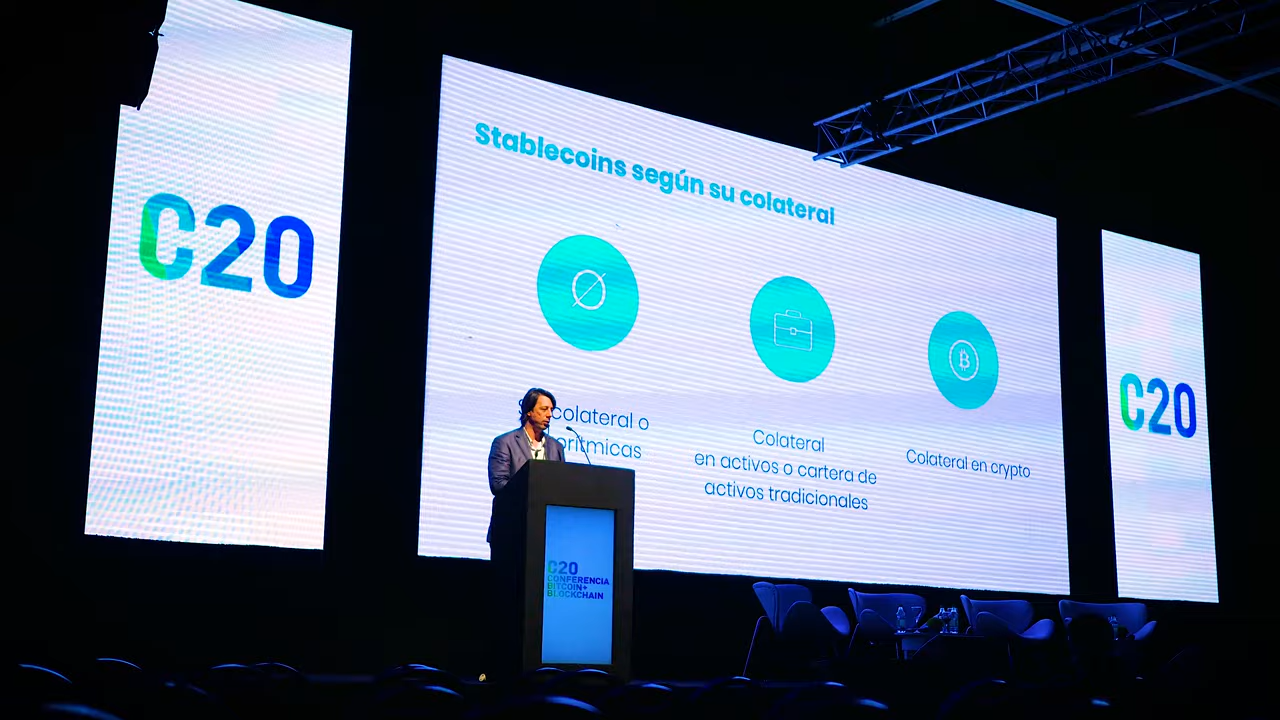 C20
Stablecoins según su colateral
colateral o
Colateral
en activos o cartera de
activos tradicionales
Colateral en crypto
C20
C20
CONFERENCIA
BITCOIN+
BLOCKCHAIN